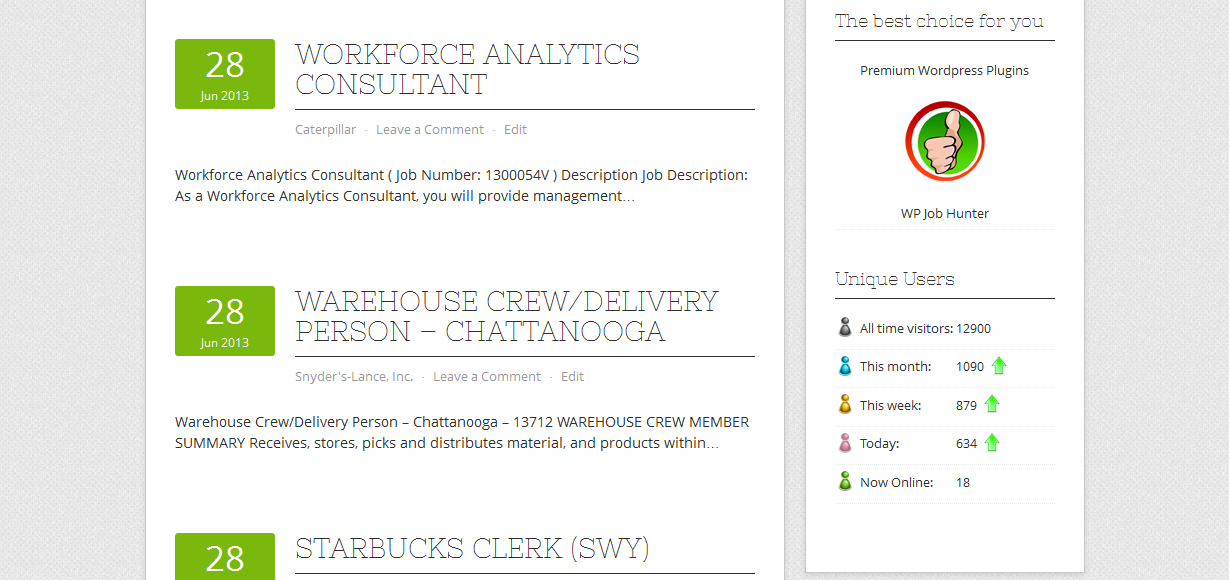 28
Jun 2013
WORKFORCE ANALYTICS
CONSULTANT
Caterpillar · Leave a Comment · Edit
Workforce Analytics Consultant ( Job Number: 1300054V ) Description Job Description:
As a Workforce Analytics Consultant, you will provide management…
28
Jun 2013
WAREHOUSE CREW/DELIVERY
PERSON – CHATTANOOGA
Snyder's-Lance, Inc. · Leave a Comment · Edit
Warehouse Crew/Delivery Person – Chattanooga – 13712 WAREHOUSE CREW MEMBER
SUMMARY Receives, stores, picks and distributes material, and products within…
28
STARBUCKS CLERK (SWY)
The best choice for you
Premium Wordpress Plugins
WP Job Hunter
Unique Users
All time visitors: 12900
This month: 1090
This week: 879
Today: 634
Now Online: 18